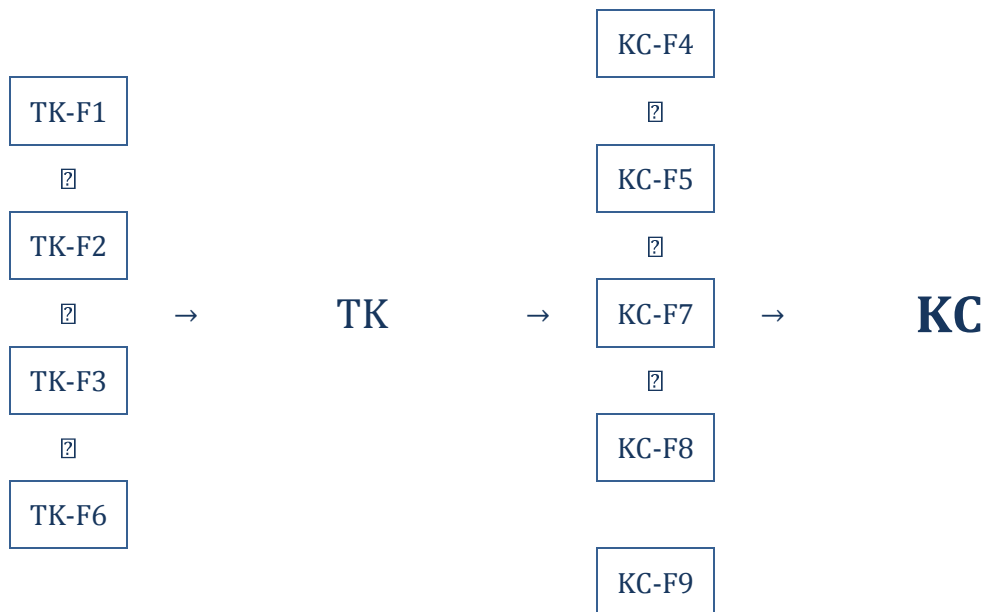 TK-F1
⍰
TK-F2
⍰
TK-F3
⍰
TK-F6
→
TK
→
KC-F4
⍰
KC-F5
⍰
KC-F7
⍰
KC-F8
KC-F9
→
KC